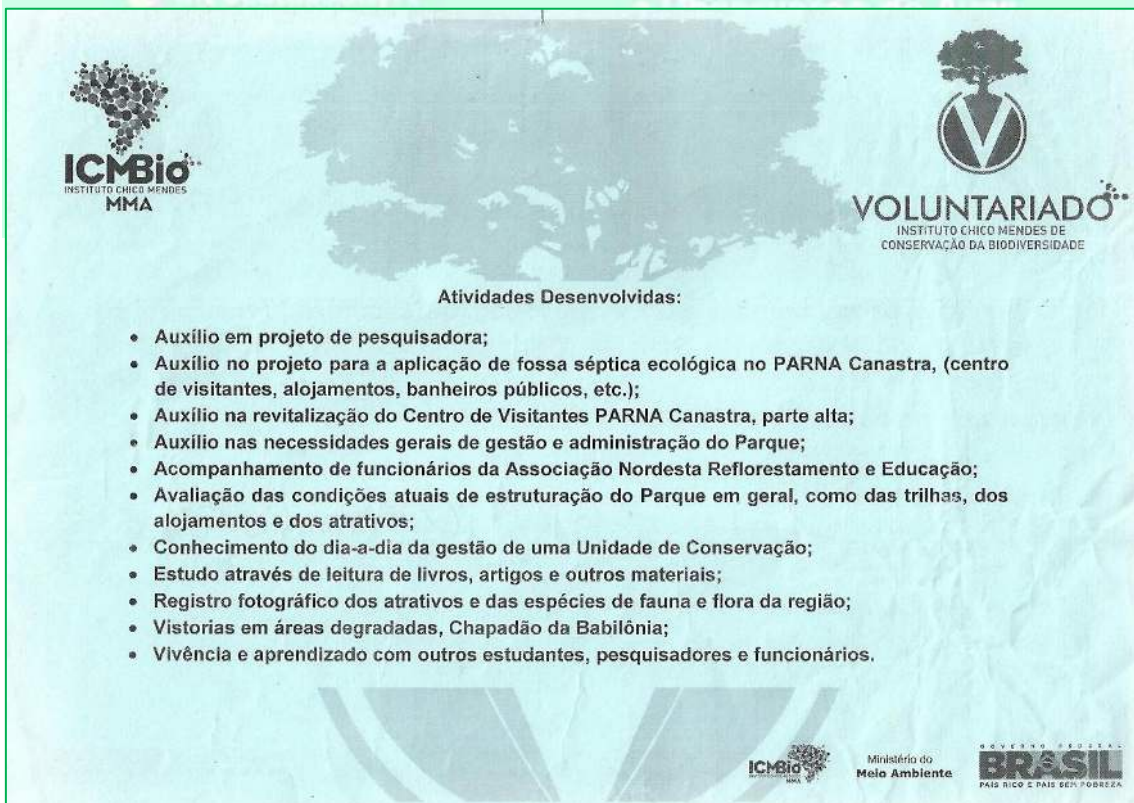 ICMBio
INSTITUTO CHICO MENDES
MMA
VOLUNTARIADO
INSTITUTO CHICO MENDES DE
CONSERVAÇÃO DA BIODIVERSIDADE
Atividades Desenvolvidas:
• Auxílio em projeto de pesquisadora;
• Auxílio no projeto para a aplicação de fossa séptica ecológica no PARNA Canastra, (centro
de visitantes, alojamentos, banheiros públicos, etc.);
• Auxílio na revitalização do Centro de Visitantes PARNA Canastra, parte alta;
• Auxílio nas necessidades gerais de gestão e administração do Parque;
• Acompanhamento de funcionários da Associação Nordesta Reflorestamento e Educação;
• Avaliação das condições atuais de estruturação do Parque em geral, como das trilhas, dos
alojamentos e dos atrativos;
• Conhecimento do dia-a-dia da gestão de uma Unidade de Conservação;
• Estudo através de leitura de livros, artigos e outros materiais;
• Registro fotográfico dos atrativos e das espécies de fauna e flora da região;
• Vistorias em áreas degradadas, Chapadão da Babilônia;
• Vivência e aprendizado com outros estudantes, pesquisadores e funcionários.
ICMBio
MMA
Ministério do
Meio Ambiente
GOVERNO FEDERAL
BRASIL
PAÍS RICO É PAÍS SEM POBREZA